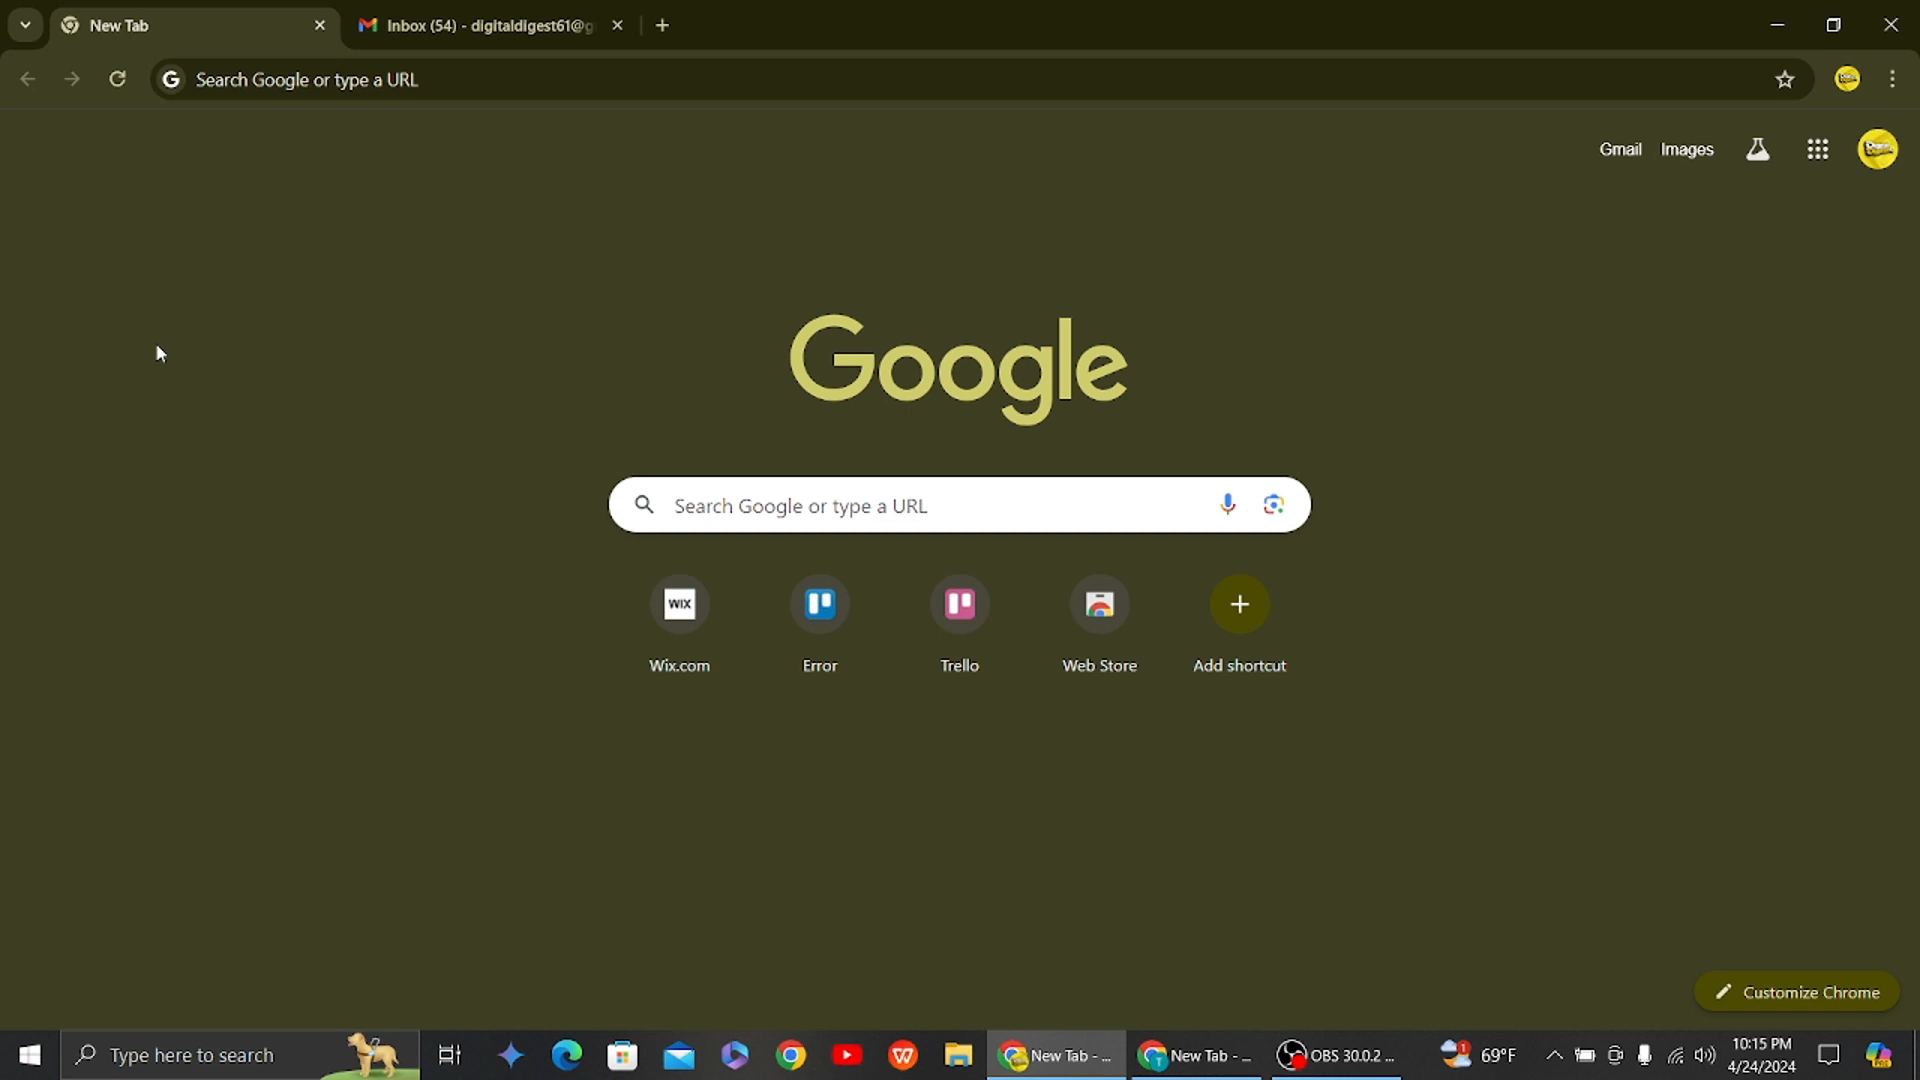 New Tab
Inbox (54) - digitaldigest61@g
Search Google or type a URL
Gmail Images
Google
Search Google or type a URL
WIX
Wix.com Error Trello Web Store Add shortcut
Customize Chrome
Type here to search
New Tab - ...
New Tab - ...
OBS 30.0.2 ...
1
69°F
10:15 PM
4/24/2024